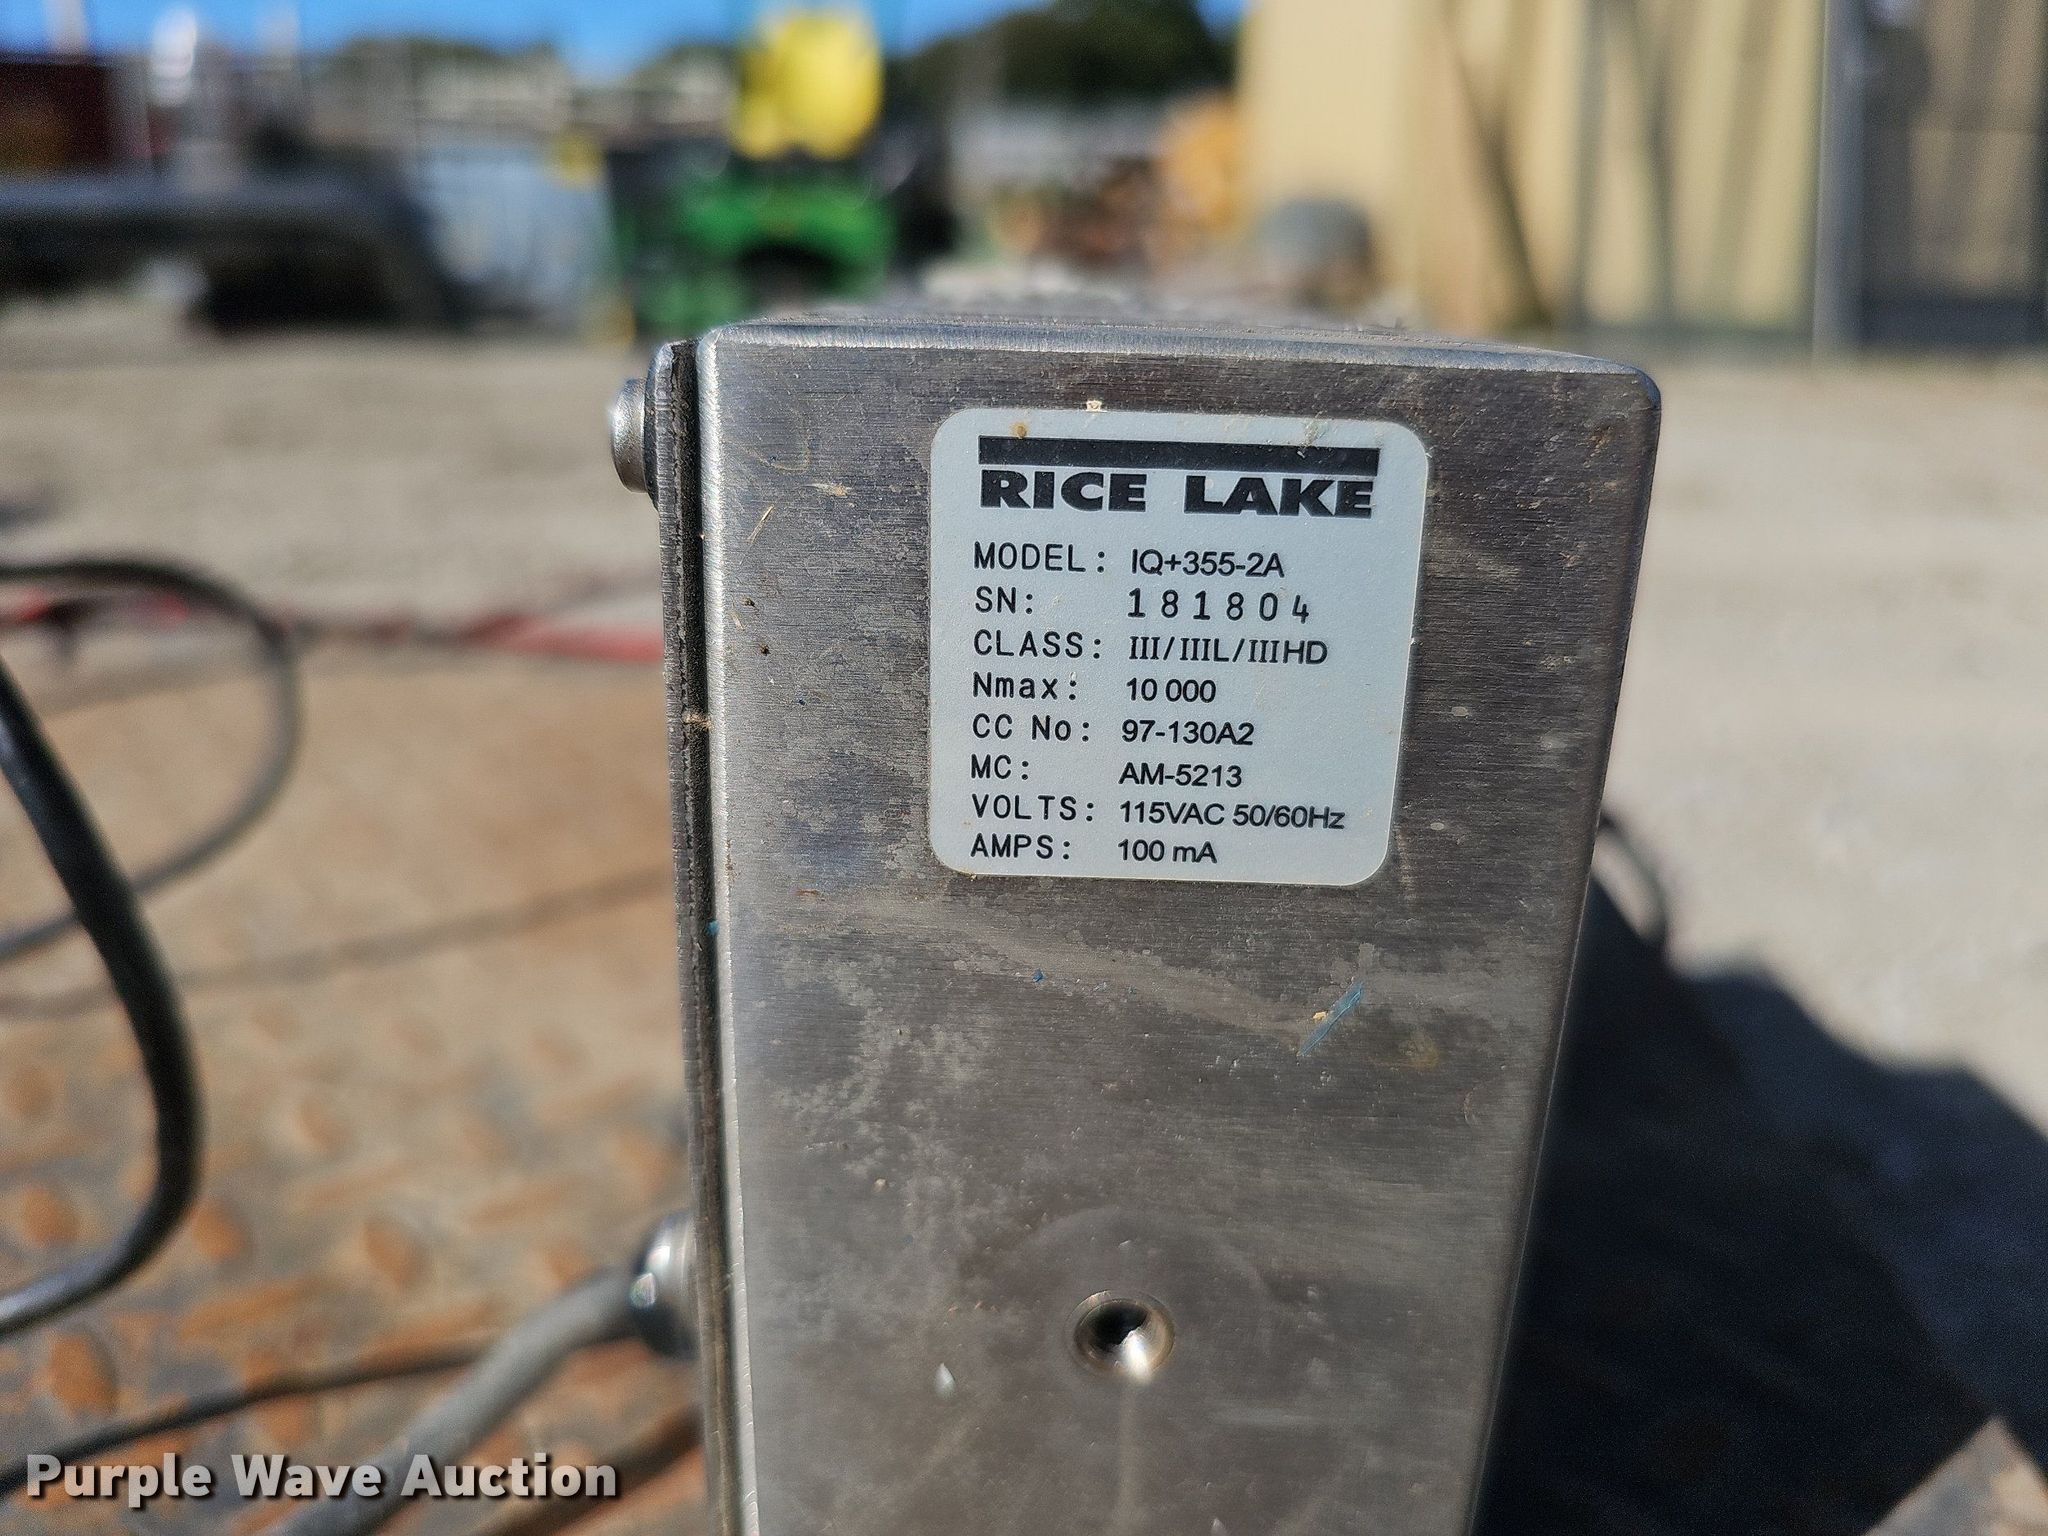 RICE LAKE
MODEL: IQ+355-2A
SN: 181804
CLASS: III/IIIL/IIIHD
Nmax: 10 000
CC No: 97-130A2
MC: AM-5213
VOLTS: 115VAC 50/60Hz
AMPS: 100 mA
Purple Wave Auction